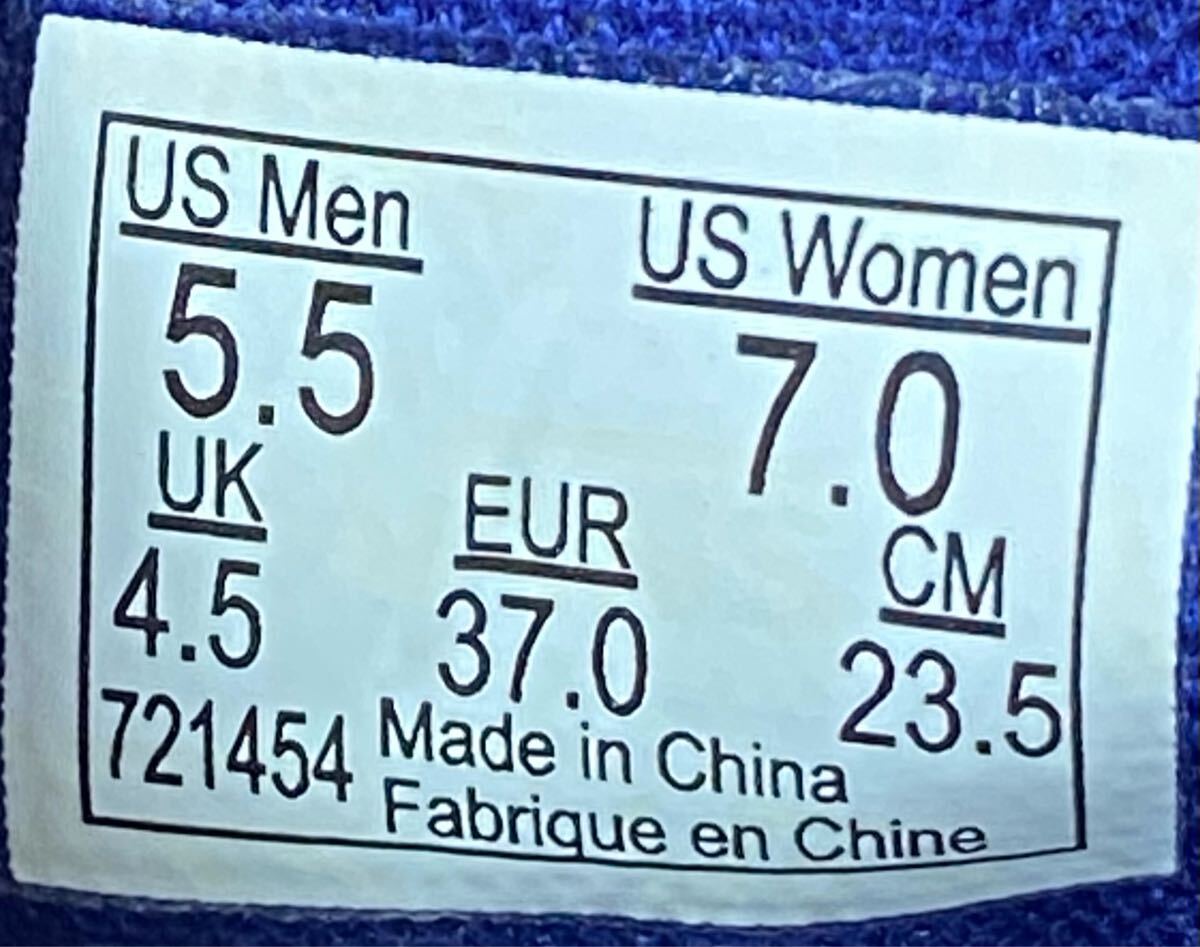 US Men US Women
5.5 7.0
UK EUR CM
4.5 37.0 23.5
721454 Made in China
Fabrique en Chine